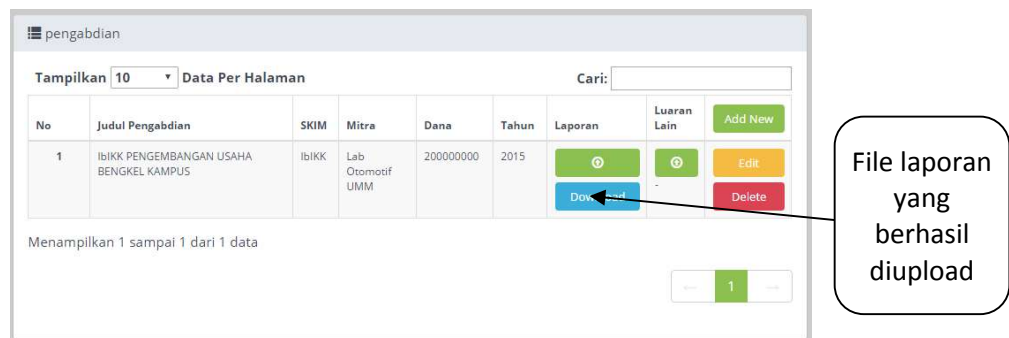 pengabdian
Tampilkan 10 Data Per Halaman Cari:
No Judul Pengabdian SKIM Mitra Dana Tahun Laporan Luaran Lain Add New
1 IbIKK PENGEMBANGAN USAHA BENGKEL KAMPUS IbIKK Lab Otomotif UMM 200000000 2015 - Edit
Download Delete
Menampilkan 1 sampai 1 dari 1 data
← 1 →
File laporan
yang
berhasil
diupload